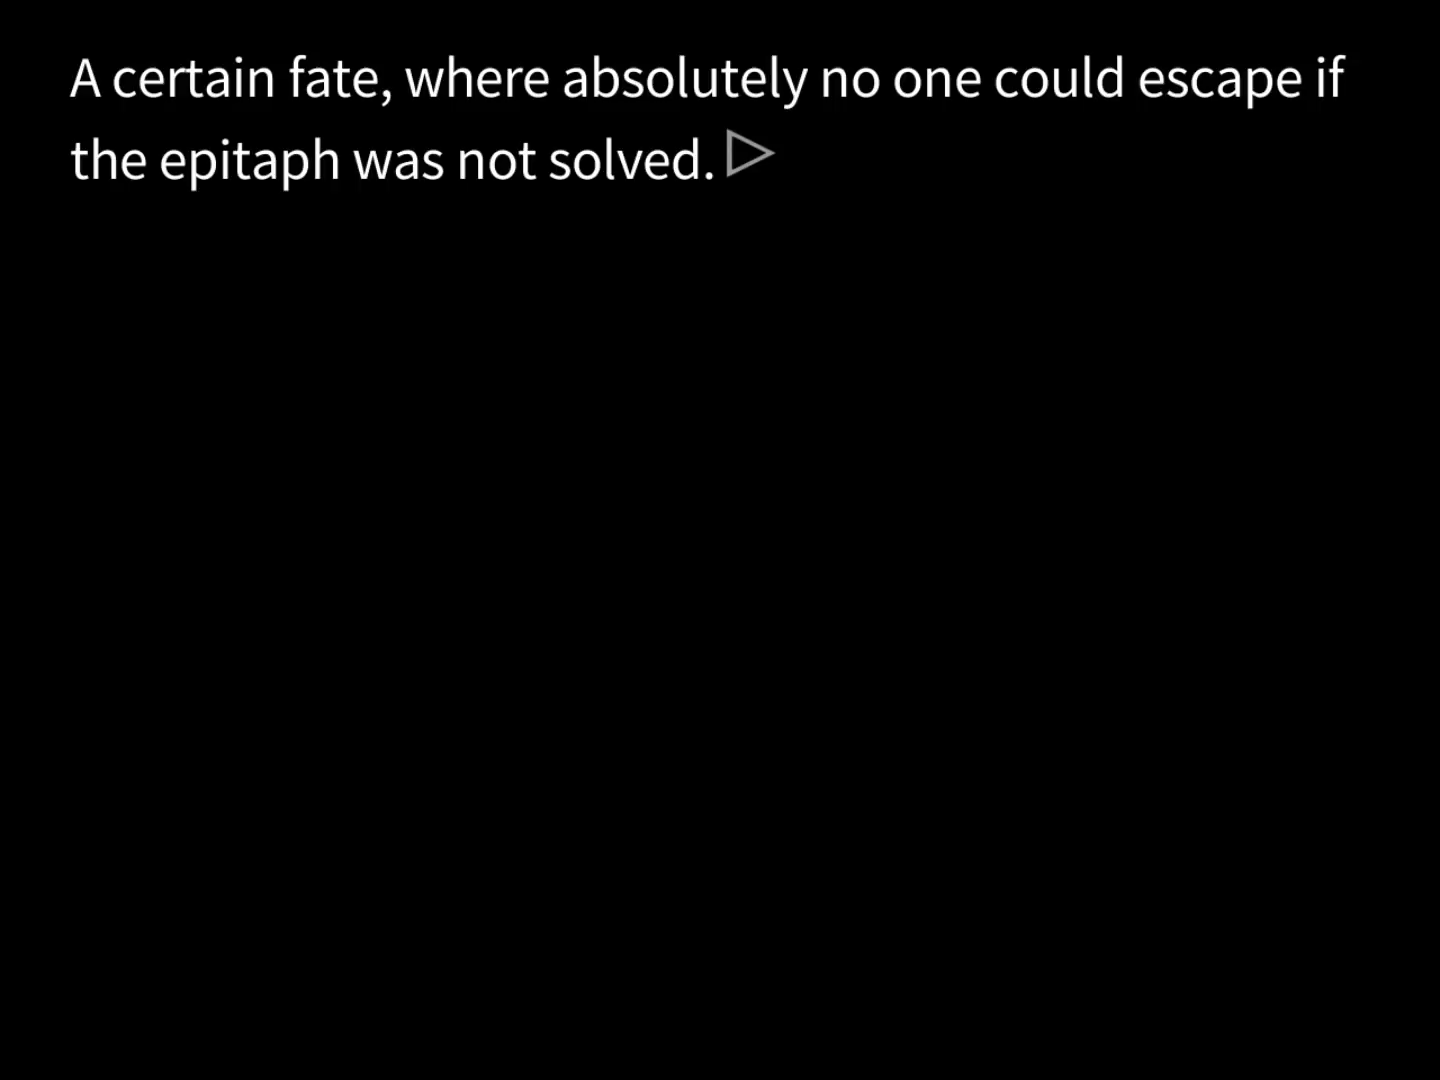 A certain fate, where absolutely no one could escape if
the epitaph was not solved.